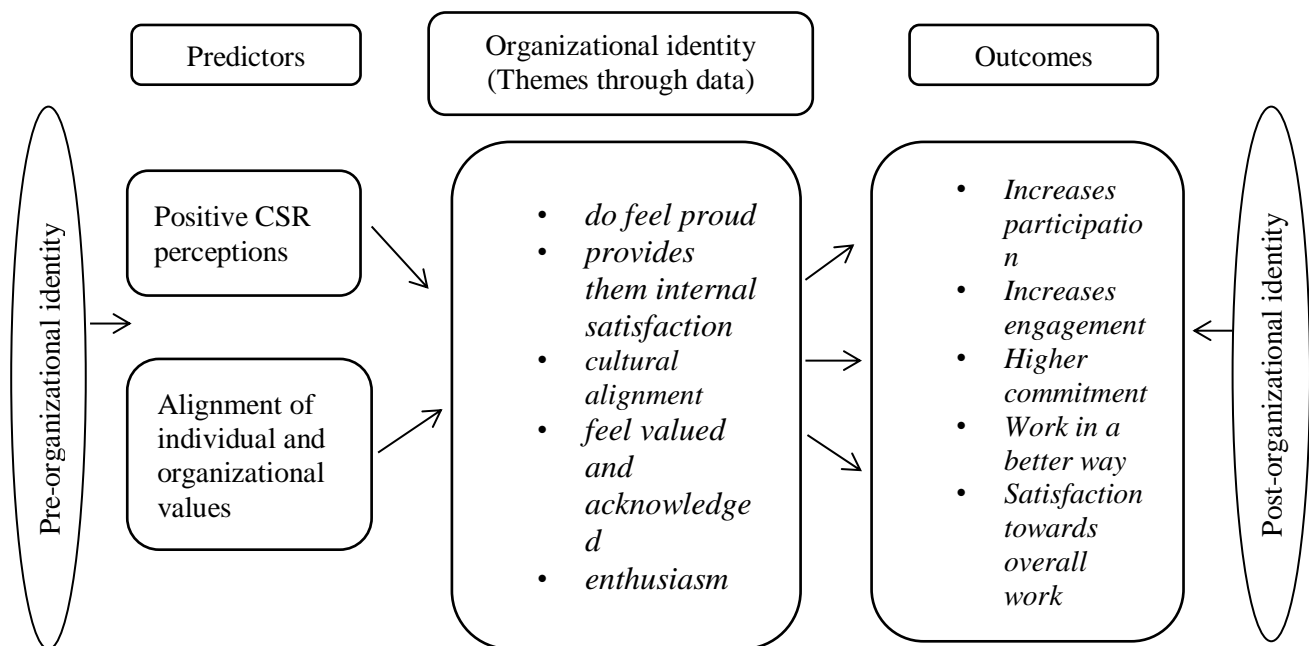 Predictors
Organizational identity
(Themes through data)
Outcomes
Pre-organizational identity
Positive CSR
perceptions
Alignment of
individual and
organizational
values
• do feel proud
• provides
them internal
satisfaction
• cultural
alignment
• feel valued
and
acknowledge
d
• enthusiasm
• Increases
participatio
n
• Increases
engagement
• Higher
commitment
• Work in a
better way
• Satisfaction
towards
overall
work
Post-organizational identity